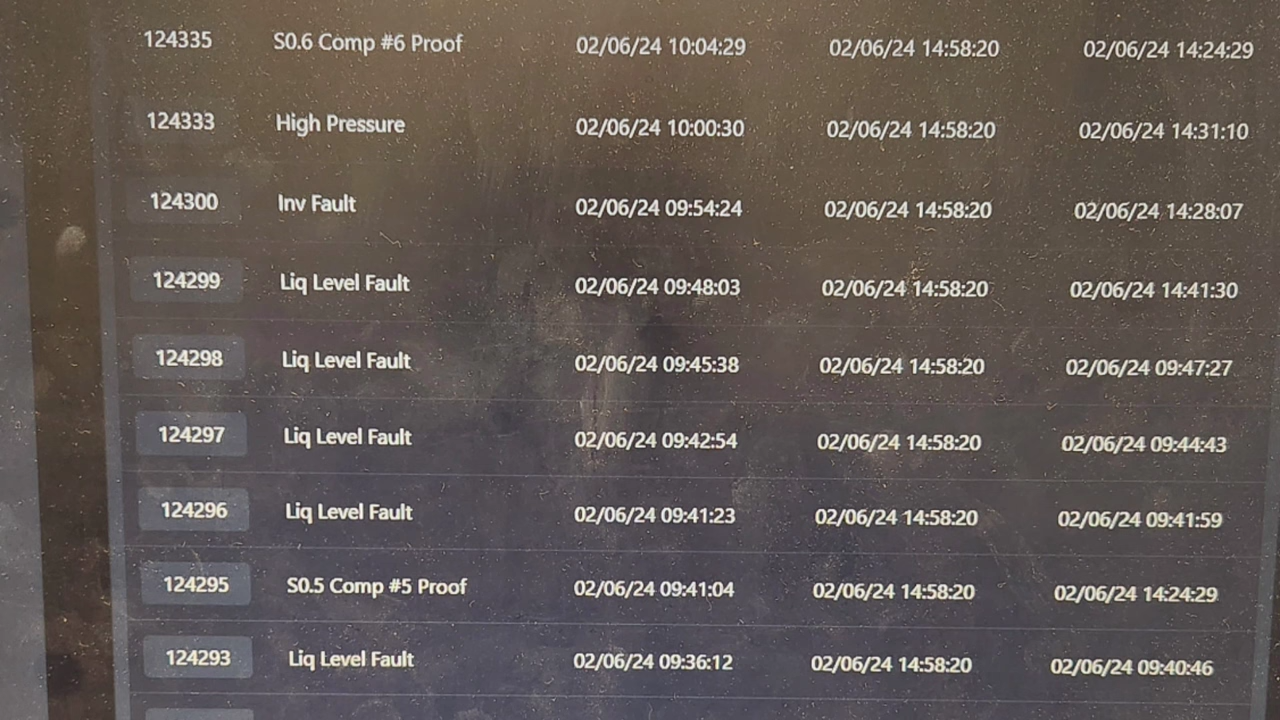 124335 S0.6 Comp #6 Proof 02/06/24 10:04:29 02/06/24 14:58:20 02/06/24 14:24:29
124333 High Pressure 02/06/24 10:00:30 02/06/24 14:58:20 02/06/24 14:31:10
124300 Inv Fault 02/06/24 09:54:24 02/06/24 14:58:20 02/06/24 14:28:07
124299 Liq Level Fault 02/06/24 09:48:03 02/06/24 14:58:20 02/06/24 14:41:30
124298 Liq Level Fault 02/06/24 09:45:38 02/06/24 14:58:20 02/06/24 09:47:27
124297 Liq Level Fault 02/06/24 09:42:54 02/06/24 14:58:20 02/06/24 09:44:43
124296 Liq Level Fault 02/06/24 09:41:23 02/06/24 14:58:20 02/06/24 09:41:59
124295 S0.5 Comp #5 Proof 02/06/24 09:41:04 02/06/24 14:58:20 02/06/24 14:24:29
124293 Liq Level Fault 02/06/24 09:36:12 02/06/24 14:58:20 02/06/24 09:40:46